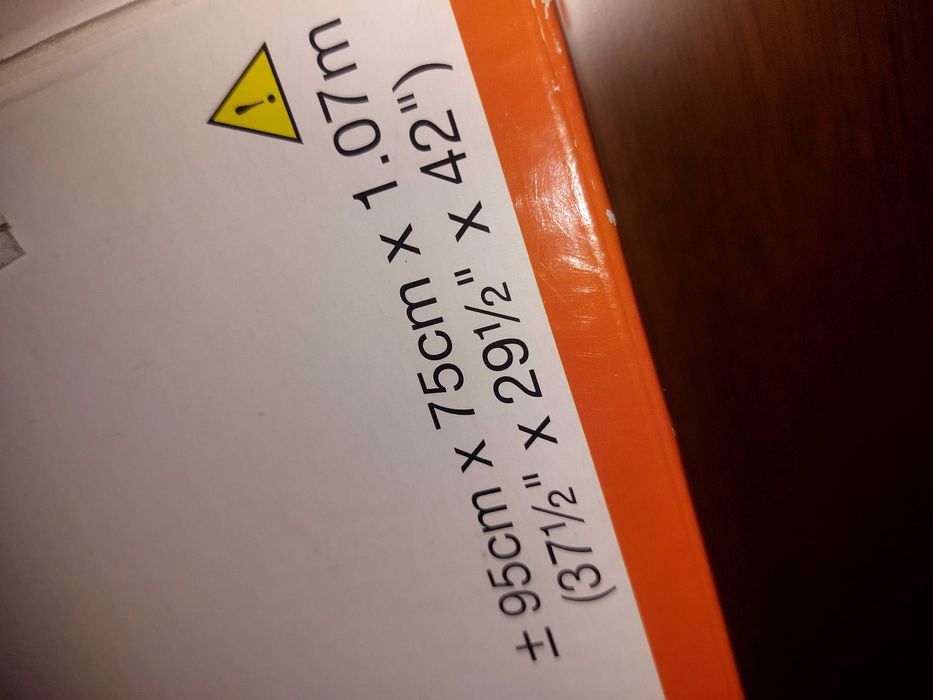 ± 95cm x 75cm x 1.07m
(37½" x 29½" x 42")